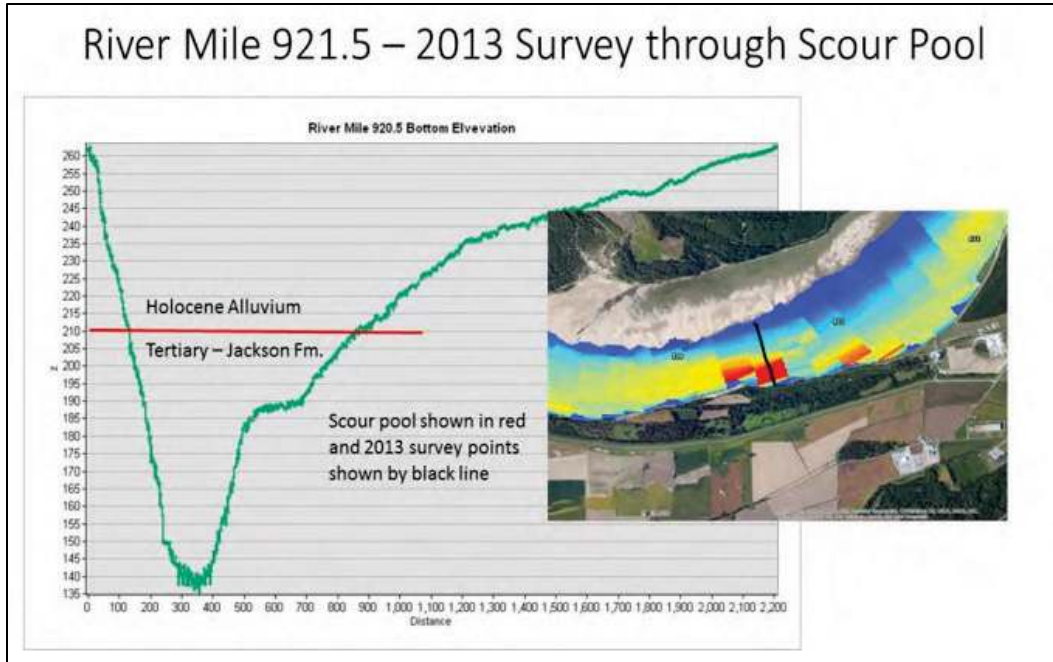 River Mile 921.5 – 2013 Survey through Scour Pool
River Mile 920.5 Bottom Elvevation
260
255
250
245
240
235
230
225
220
215
210
205
200
195
190
185
180
175
170
165
160
155
150
145
140
135
z
Holocene Alluvium
Tertiary – Jackson Fm.
Scour pool shown in red
and 2013 survey points
shown by black line
0 100 200 300 400 500 600 700 800 900 1,000 1,100 1,200 1,300 1,400 1,500 1,600 1,700 1,800 1,900 2,000 2,100 2,200
Distance